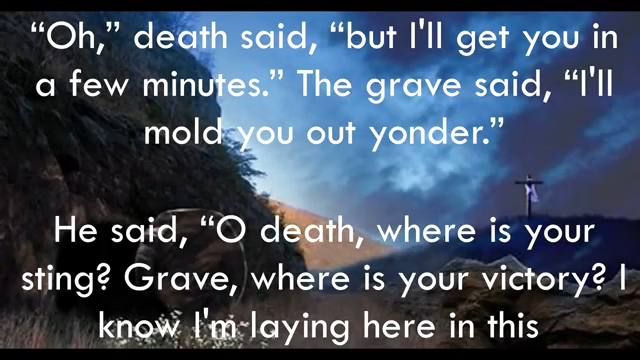 “Oh,” death said, “but I'll get you in
a few minutes.” The grave said, “I'll
mold you out yonder.”
He said, “O death, where is your
sting? Grave, where is your victory? I
know I'm laying here in this